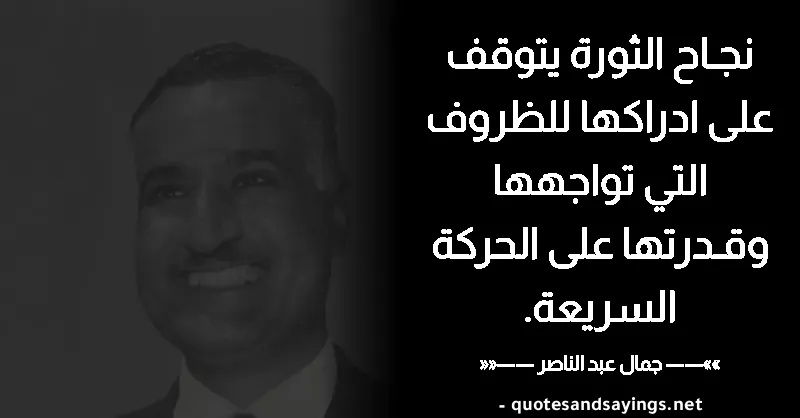 نجاح الثورة يتوقف
على ادراكها للظروف
التي تواجهها
وقدرتها على الحركة
السريعة.
»»—— جمال عبد الناصر ——««
- quotesandsayings.net